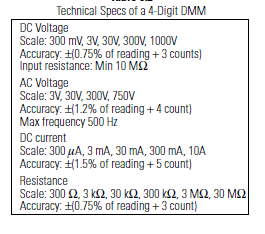 Technical Specs of a 4-Digit DMM
DC Voltage
Scale: 300 mV, 3V, 30V, 300V, 1000V
Accuracy: ±(0.75% of reading + 3 counts)
Input resistance: Min 10 MΩ
AC Voltage
Scale: 3V, 30V, 300V, 750V
Accuracy: ±(1.2% of reading + 4 count)
Max frequency 500 Hz
DC current
Scale: 300 μA, 3 mA, 30 mA, 300 mA, 10A
Accuracy: ±(1.5% of reading + 5 count)
Resistance
Scale: 300 Ω, 3 kΩ, 30 kΩ, 300 kΩ, 3 MΩ, 30 MΩ
Accuracy: ±(0.75% of reading + 3 count)